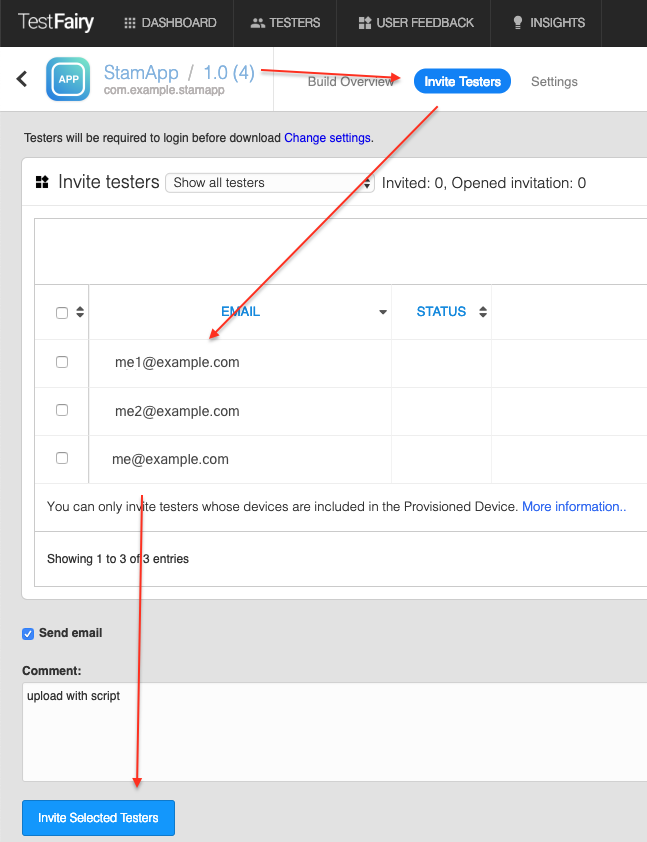 TestFairy DASHBOARD TESTERS USER FEEDBACK INSIGHTS
APP StamApp / 1.0 (4) Build Overview Invite Testers Settings
com.example.stamapp
Testers will be required to login before download Change settings.
Invite testers Show all testers Invited: 0, Opened invitation: 0
EMAIL STATUS
me1@example.com
me2@example.com
me@example.com
You can only invite testers whose devices are included in the Provisioned Device. More information..
Showing 1 to 3 of 3 entries
Send email
Comment:
upload with script
Invite Selected Testers